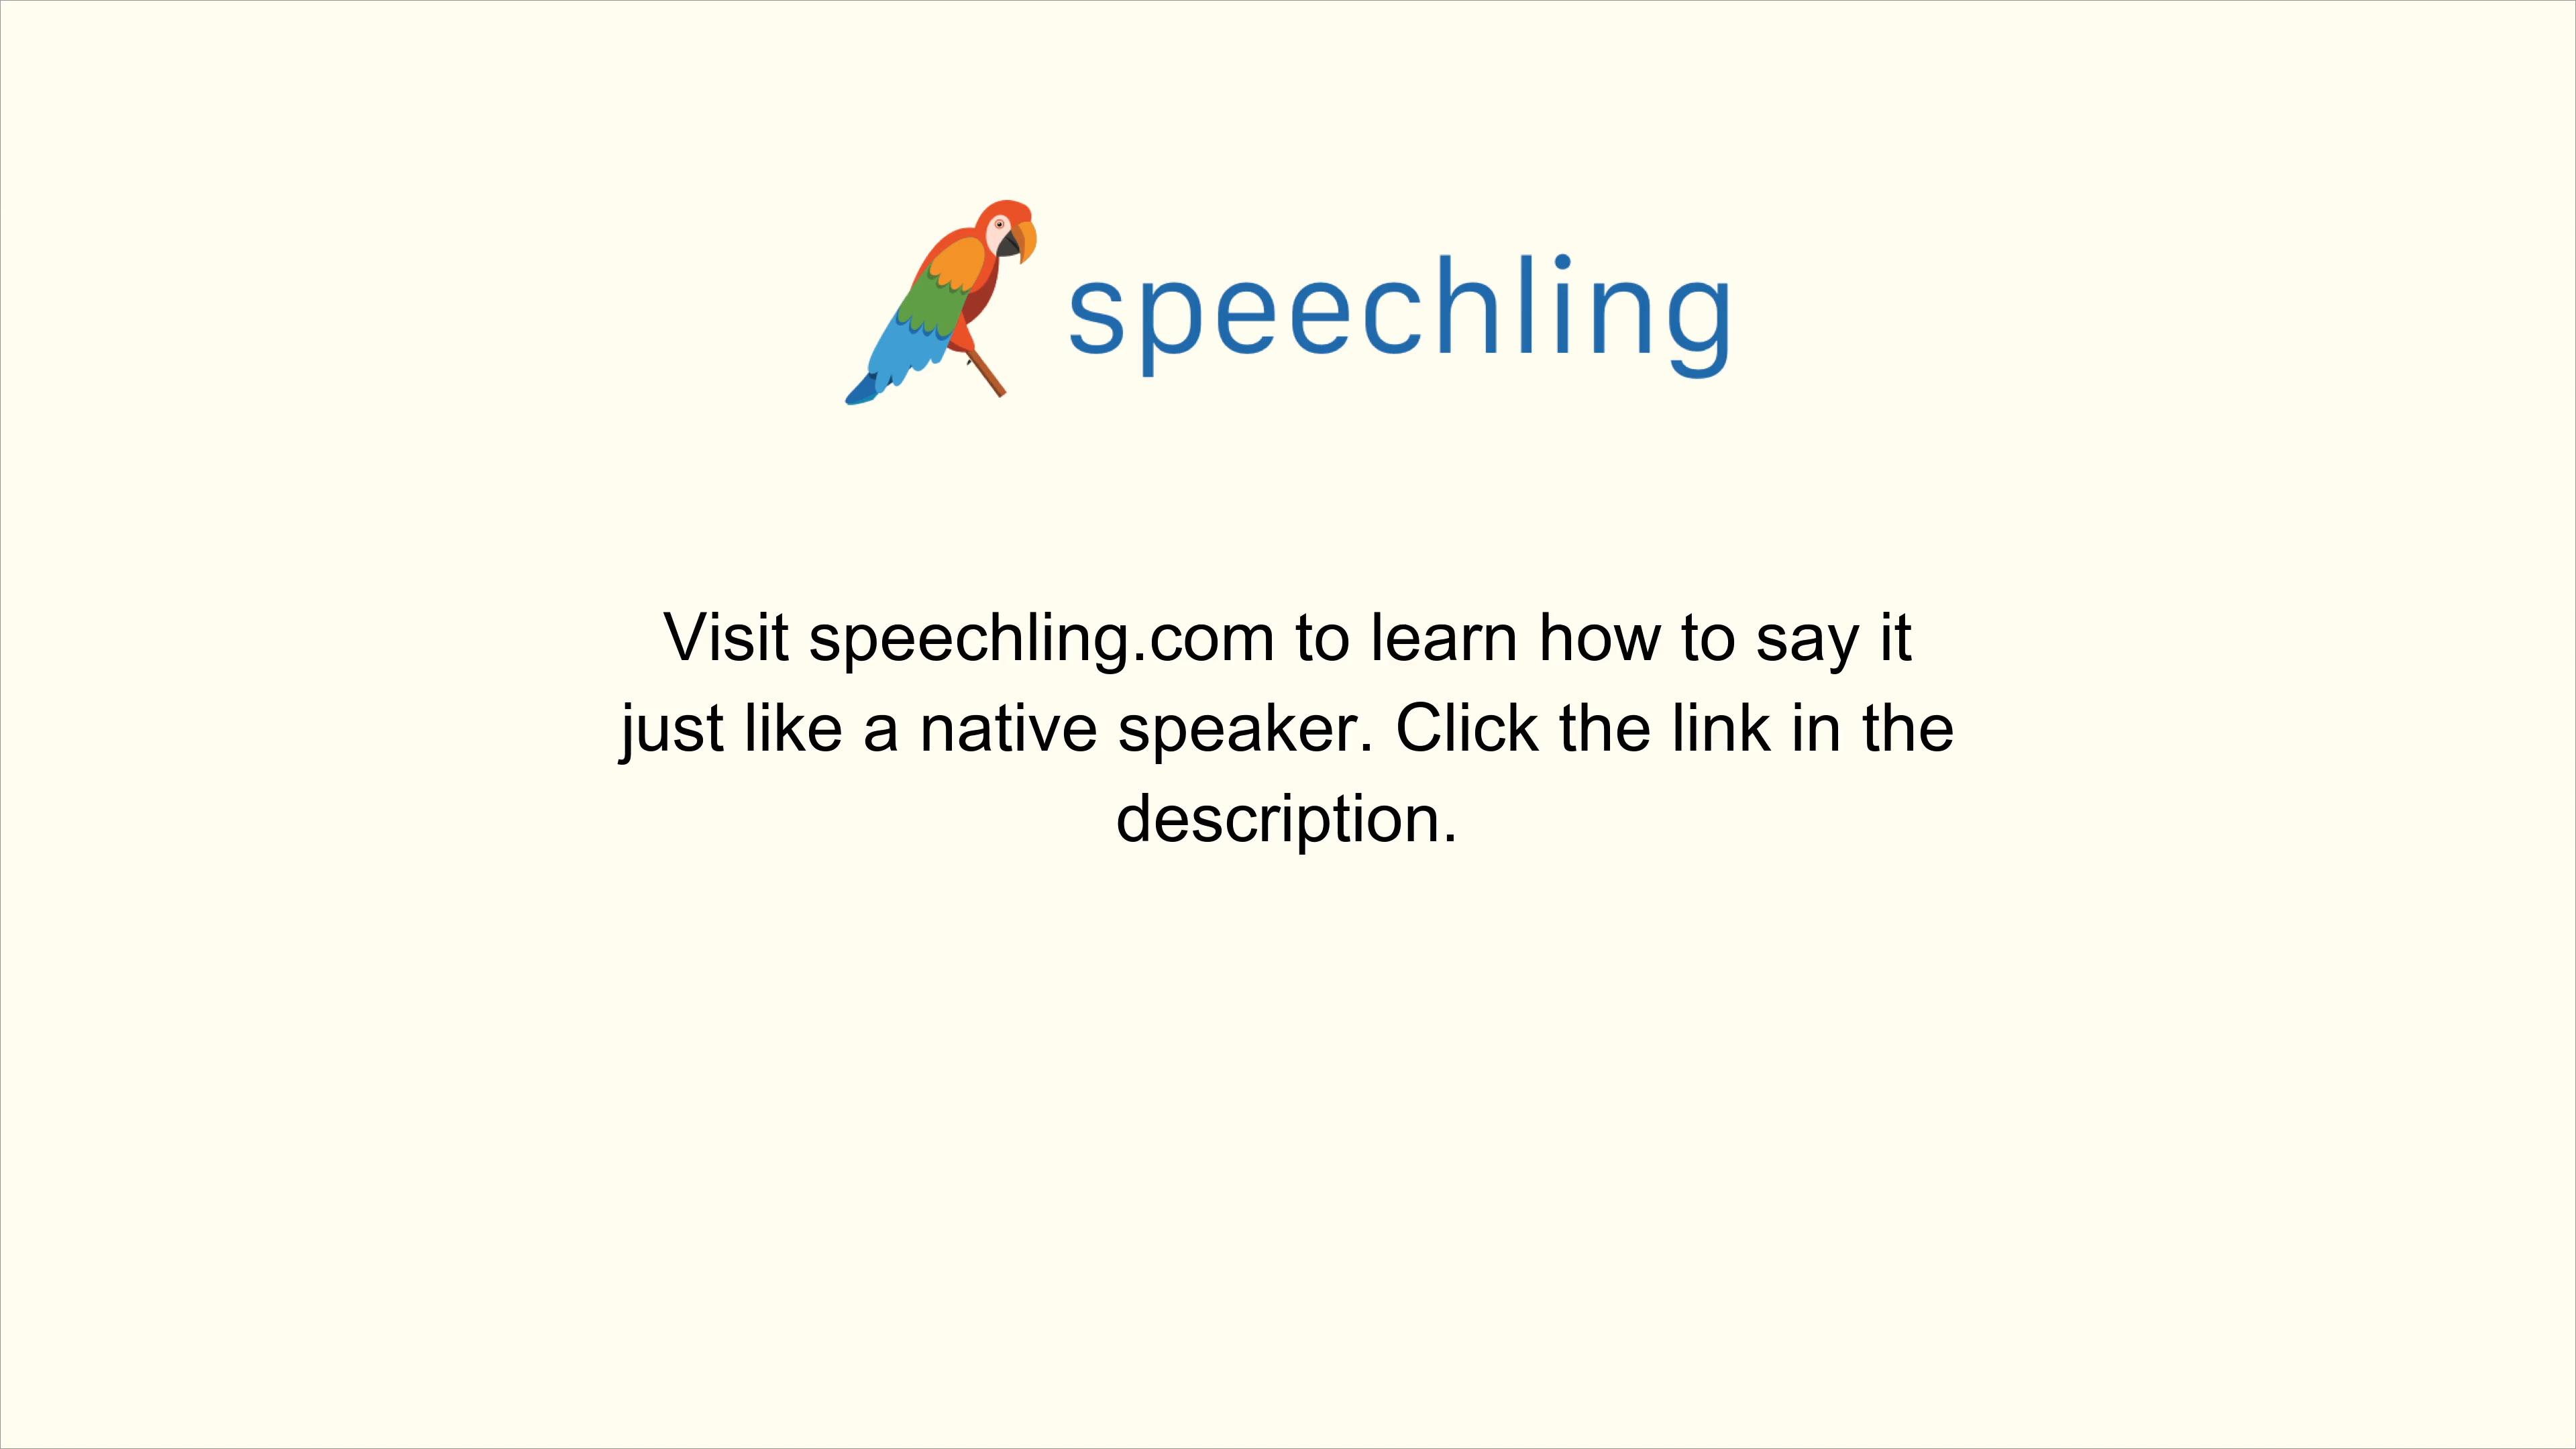 speechling
Visit speechling.com to learn how to say it
just like a native speaker. Click the link in the
description.